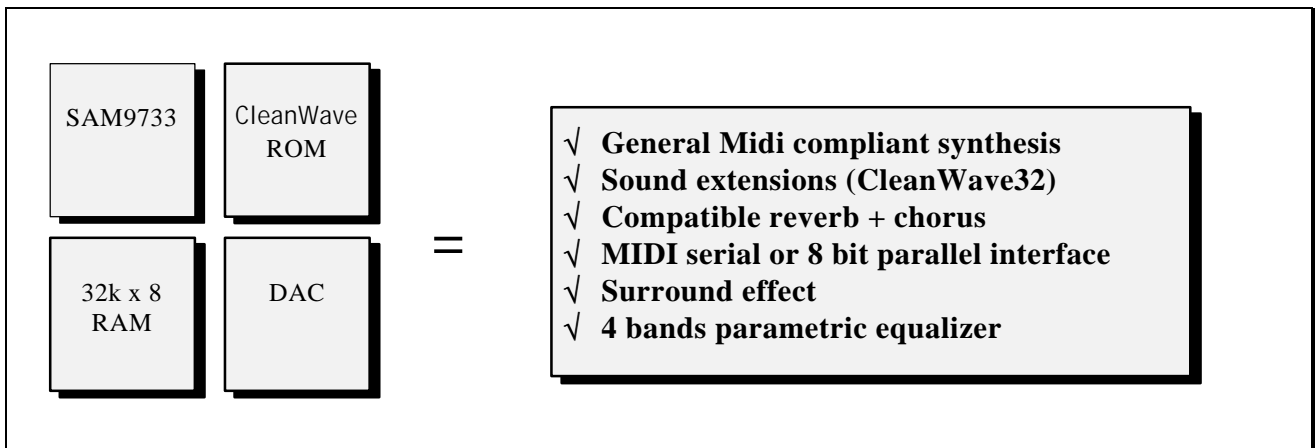 SAM9733
CleanWave
ROM
32k x 8
RAM
DAC
=
√ General Midi compliant synthesis
√ Sound extensions (CleanWave32)
√ Compatible reverb + chorus
√ MIDI serial or 8 bit parallel interface
√ Surround effect
√ 4 bands parametric equalizer